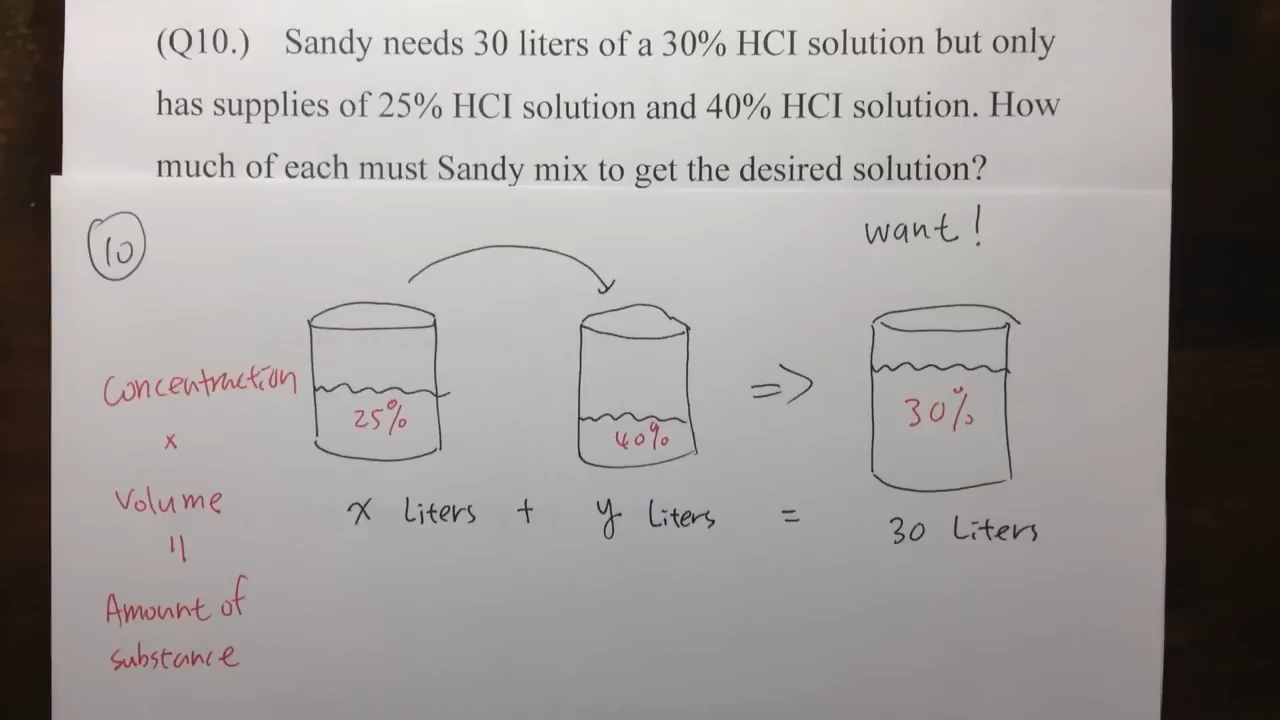 (Q10.) Sandy needs 30 liters of a 30% HCI solution but only
has supplies of 25% HCI solution and 40% HCI solution. How
much of each must Sandy mix to get the desired solution?
10
want!
Concentraction
25%
40%
=>
30%
x
Volume
x Liters + y Liters = 30 Liters
=
Amount of
substance